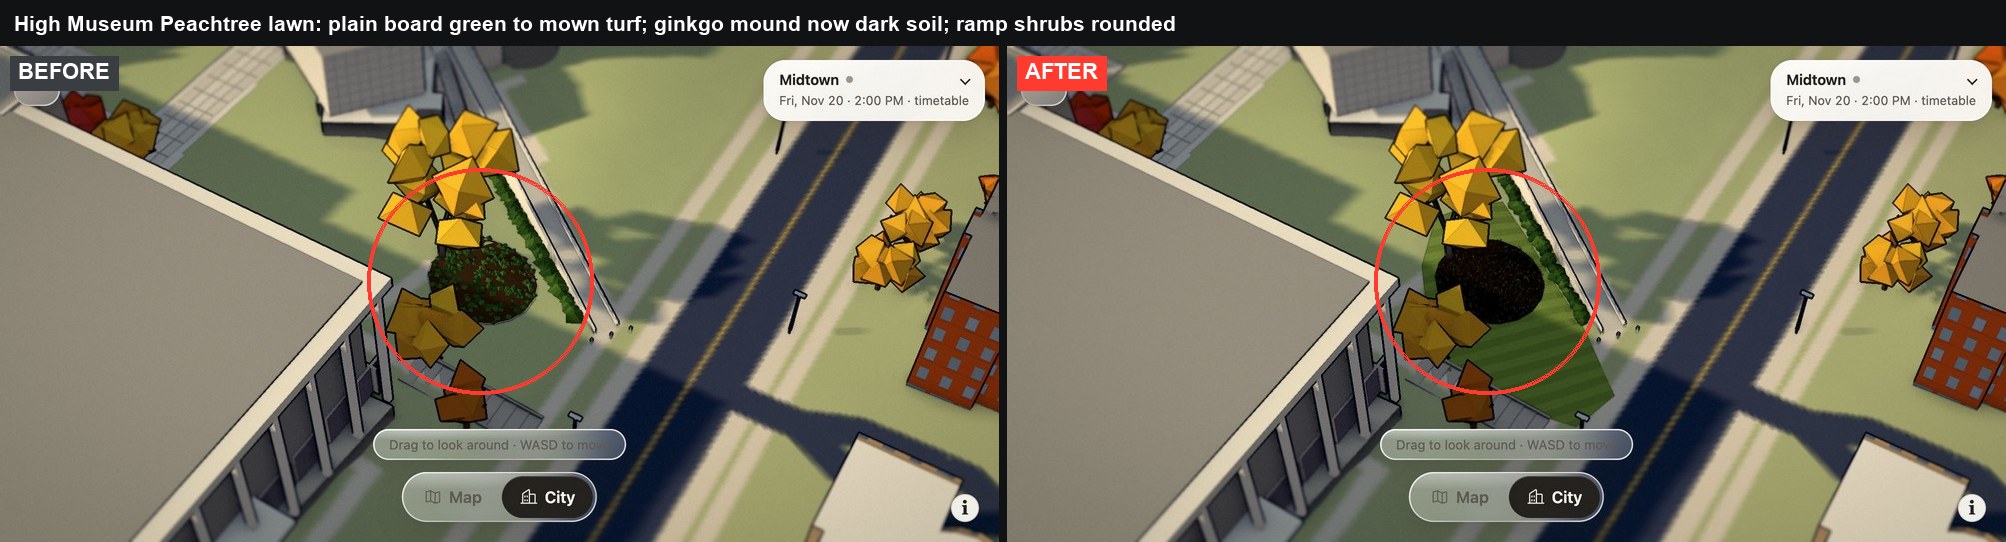 High Museum Peachtree lawn: plain board green to mown turf; ginkgo mound now dark soil; ramp shrubs rounded
BEFORE
Midtown
Fri, Nov 20 · 2:00 PM · timetable
Drag to look around · WASD to mov
Map
City
i
AFTER
Midtown
Fri, Nov 20 · 2:00 PM · timetable
Drag to look around · WASD to mov
Map
City
i